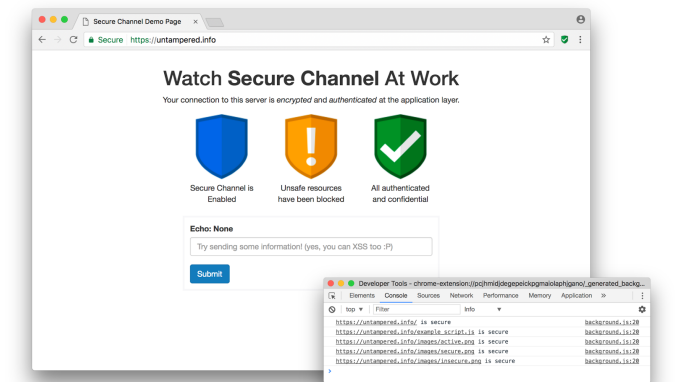 Secure Channel Demo Page
Secure https://untampered.info
Watch Secure Channel At Work
Your connection to this server is encrypted and authenticated at the application layer.
Secure Channel is
Enabled
Unsafe resources
have been blocked
All authenticated
and confidential
Echo: None
Try sending some information! (yes, you can XSS too :P)
Submit
Developer Tools - chrome-extension://pcjhmidjdegepeickpgmaiolaphjgano/_generated_backg...
Elements Console Sources Network Performance Memory Application »
top ▼ Filter Info ▼
https://untampered.info/ is secure background.js:20
https://untampered.info/example_script.js is secure background.js:20
https://untampered.info/images/active.png is secure background.js:20
https://untampered.info/images/secure.png is secure background.js:20
https://untampered.info/images/insecure.png is secure background.js:20